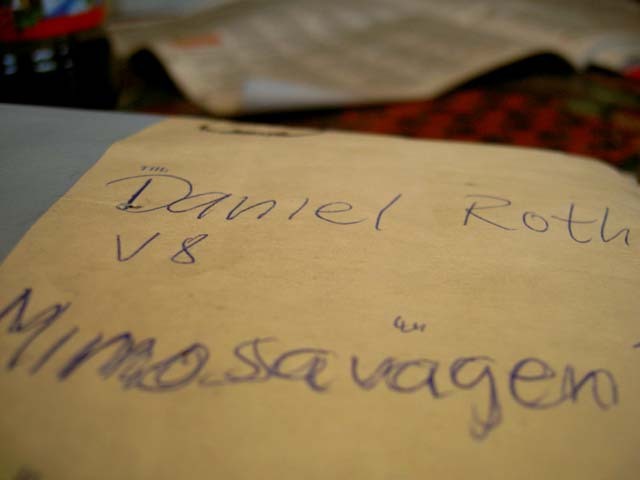 Daniel Roth
V8
Mimosavägen